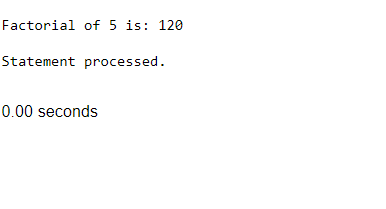 Factorial of 5 is: 120
Statement processed.
0.00 seconds